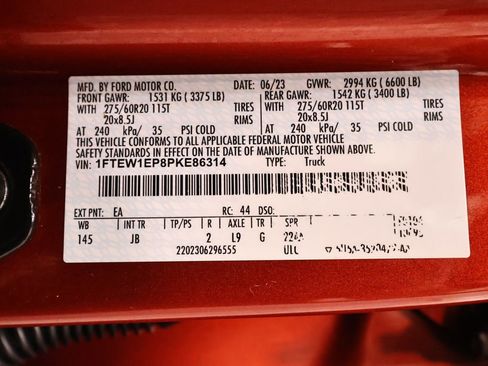 MFD. BY FORD MOTOR CO.
DATE: 06/23 GVWR: 2994 KG ( 6600 LB)
FRONT GAWR: 1531 KG ( 3375 LB) REAR GAWR: 1542 KG ( 3400 LB)
WITH 275/60R20 115T TIRES WITH 275/60R20 115T TIRES
20x8.5J RIMS 20x8.5J RIMS
AT 240 kPa/ 35 PSI COLD AT 240 kPa/ 35 PSI COLD
THIS VEHICLE CONFORMS TO ALL APPLICABLE FEDERAL MOTOR VEHICLE
SAFETY STANDARDS IN EFFECT ON THE DATE OF MANUFACTURE SHOWN ABOVE
VIN: 1FTEW1EP8PKE86314 TYPE: Truck
EXT PNT: EA RC: 44 DSO:
WB INT TR TP/PS R AXLE TR SPR
145 JB 2 L9 G
2202306296555